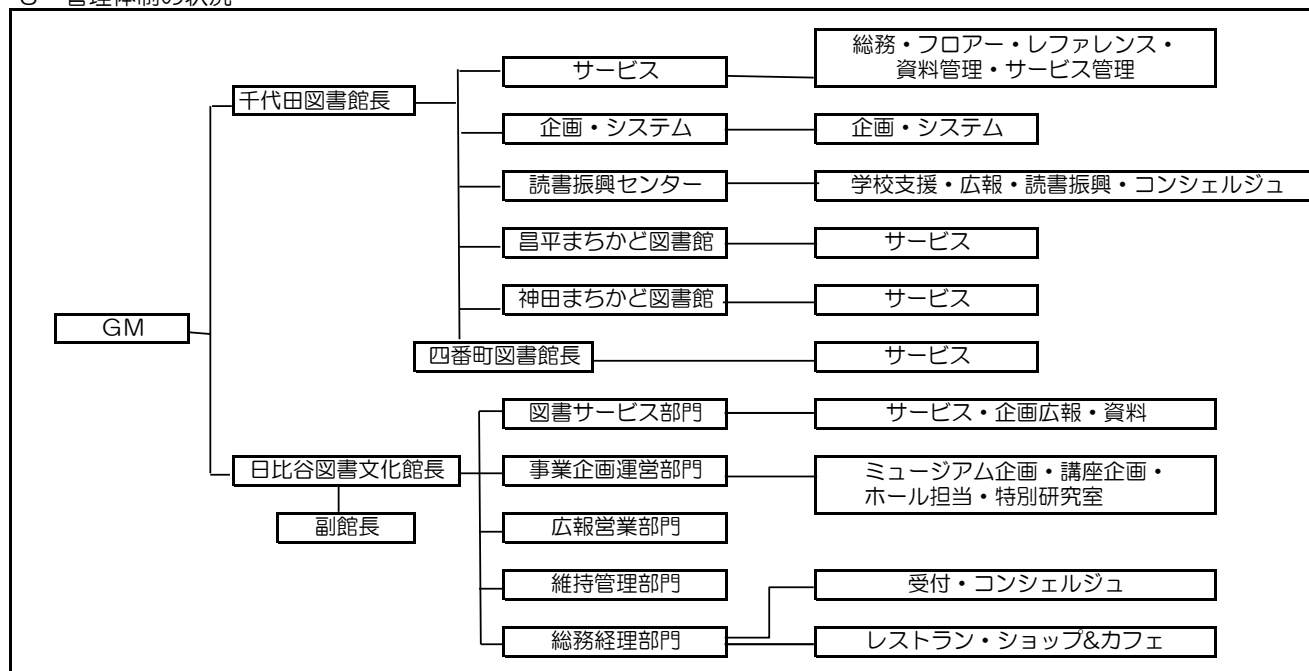 サービス
総務・フロアー・レファレンス・
資料管理・サービス管理
千代田図書館長
企画・システム
企画・システム
読書振興センター
学校支援・広報・読書振興・コンシェルジュ
昌平まちかど図書館
サービス
神田まちかど図書館
サービス
GM
四番町図書館長
サービス
図書サービス部門
サービス・企画広報・資料
日比谷図書文化館長
事業企画運営部門
ミュージアム企画・講座企画・
ホール担当・特別研究室
副館長
広報営業部門
維持管理部門
受付・コンシェルジュ
総務経理部門
レストラン・ショップ&カフェ